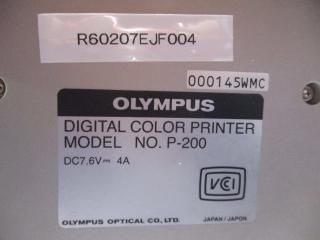 R60207EJF004
000145WMC
OLYMPUS
DIGITAL COLOR PRINTER
MODEL NO. P-200
DC7.6V⎓ 4A
VCI
OLYMPUS OPTICAL CO., LTD. JAPAN / JAPON